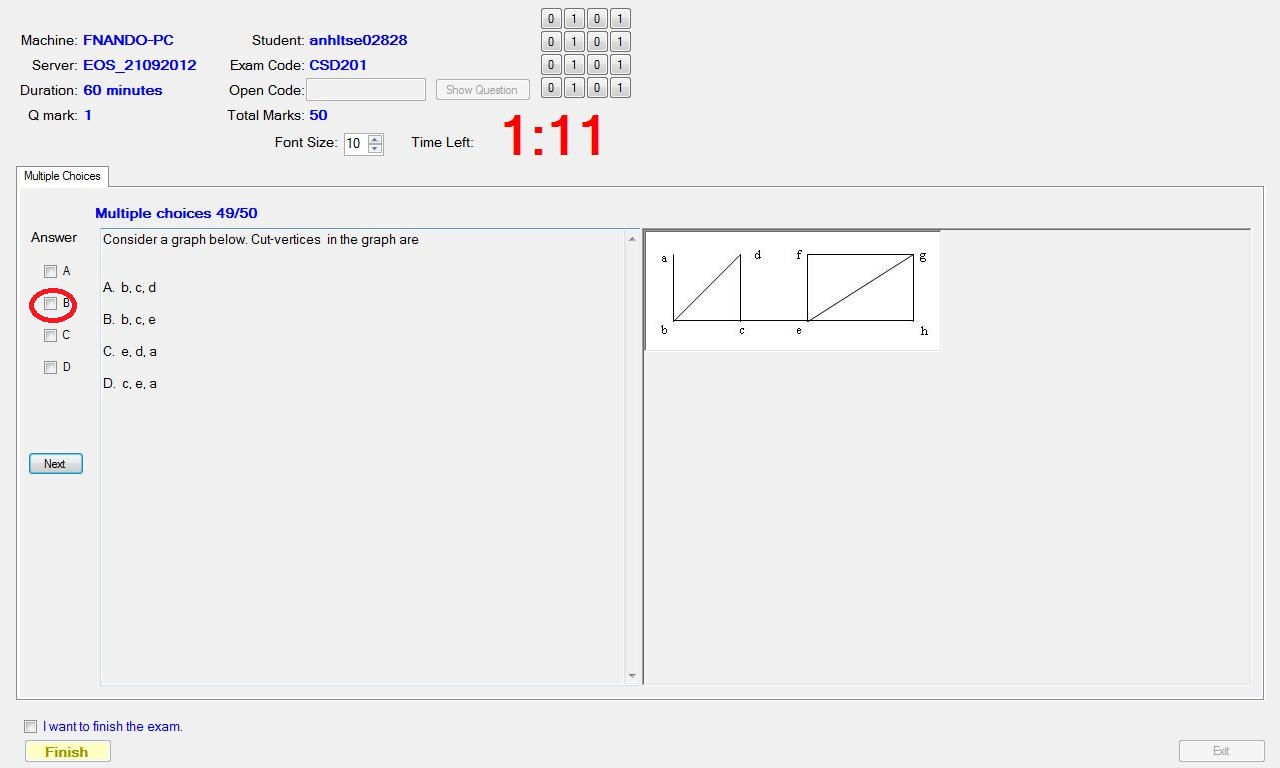 Machine: FNANDO-PC
Student: anhltse02828
Server: EOS_21092012
Exam Code: CSD201
Duration: 60 minutes
Open Code:
Show Question
Q mark: 1
Total Marks: 50
0 1 0 1
0 1 0 1
0 1 0 1
0 1 0 1
Font Size: 10
Time Left: 1:11
Multiple Choices
Multiple choices 49/50
Answer
A
B
C
D
Next
Consider a graph below. Cut-vertices in the graph are
A. b, c, d
B. b, c, e
C. e, d, a
D. c, e, a
a d f g
b c e h
I want to finish the exam.
Finish
Exit